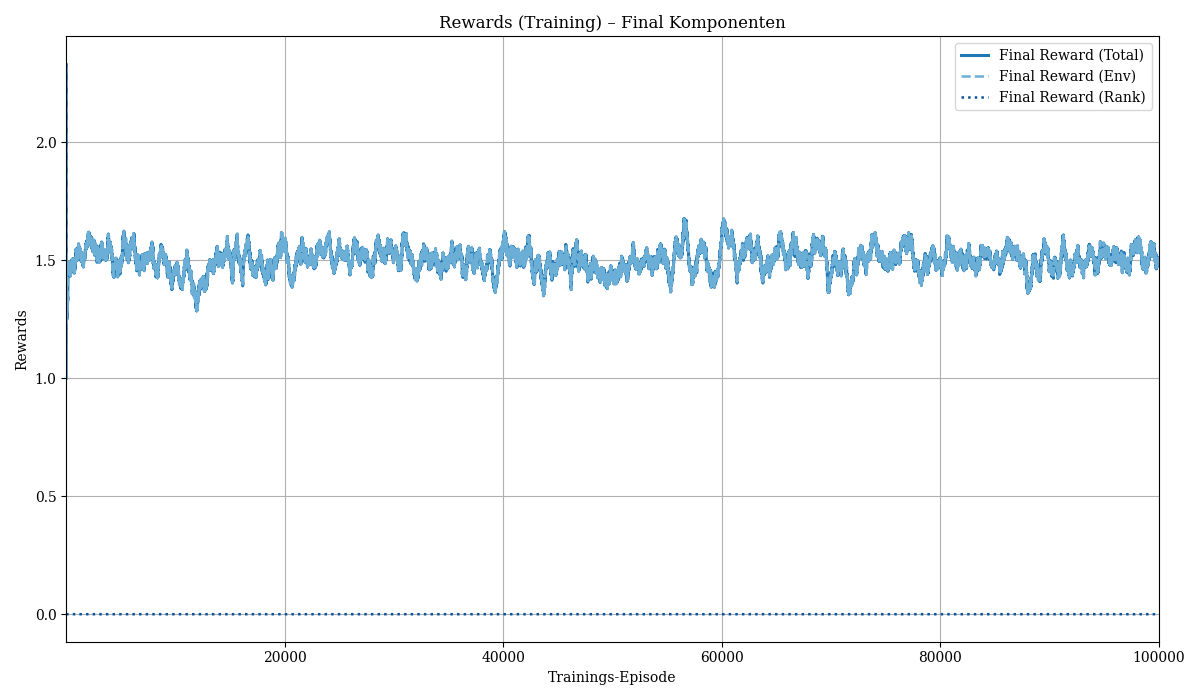 Rewards (Training) – Final Komponenten
Final Reward (Total)
Final Reward (Env)
Final Reward (Rank)
Rewards
2.0
1.5
1.0
0.5
0.0
20000
40000
60000
80000
100000
Trainings-Episode